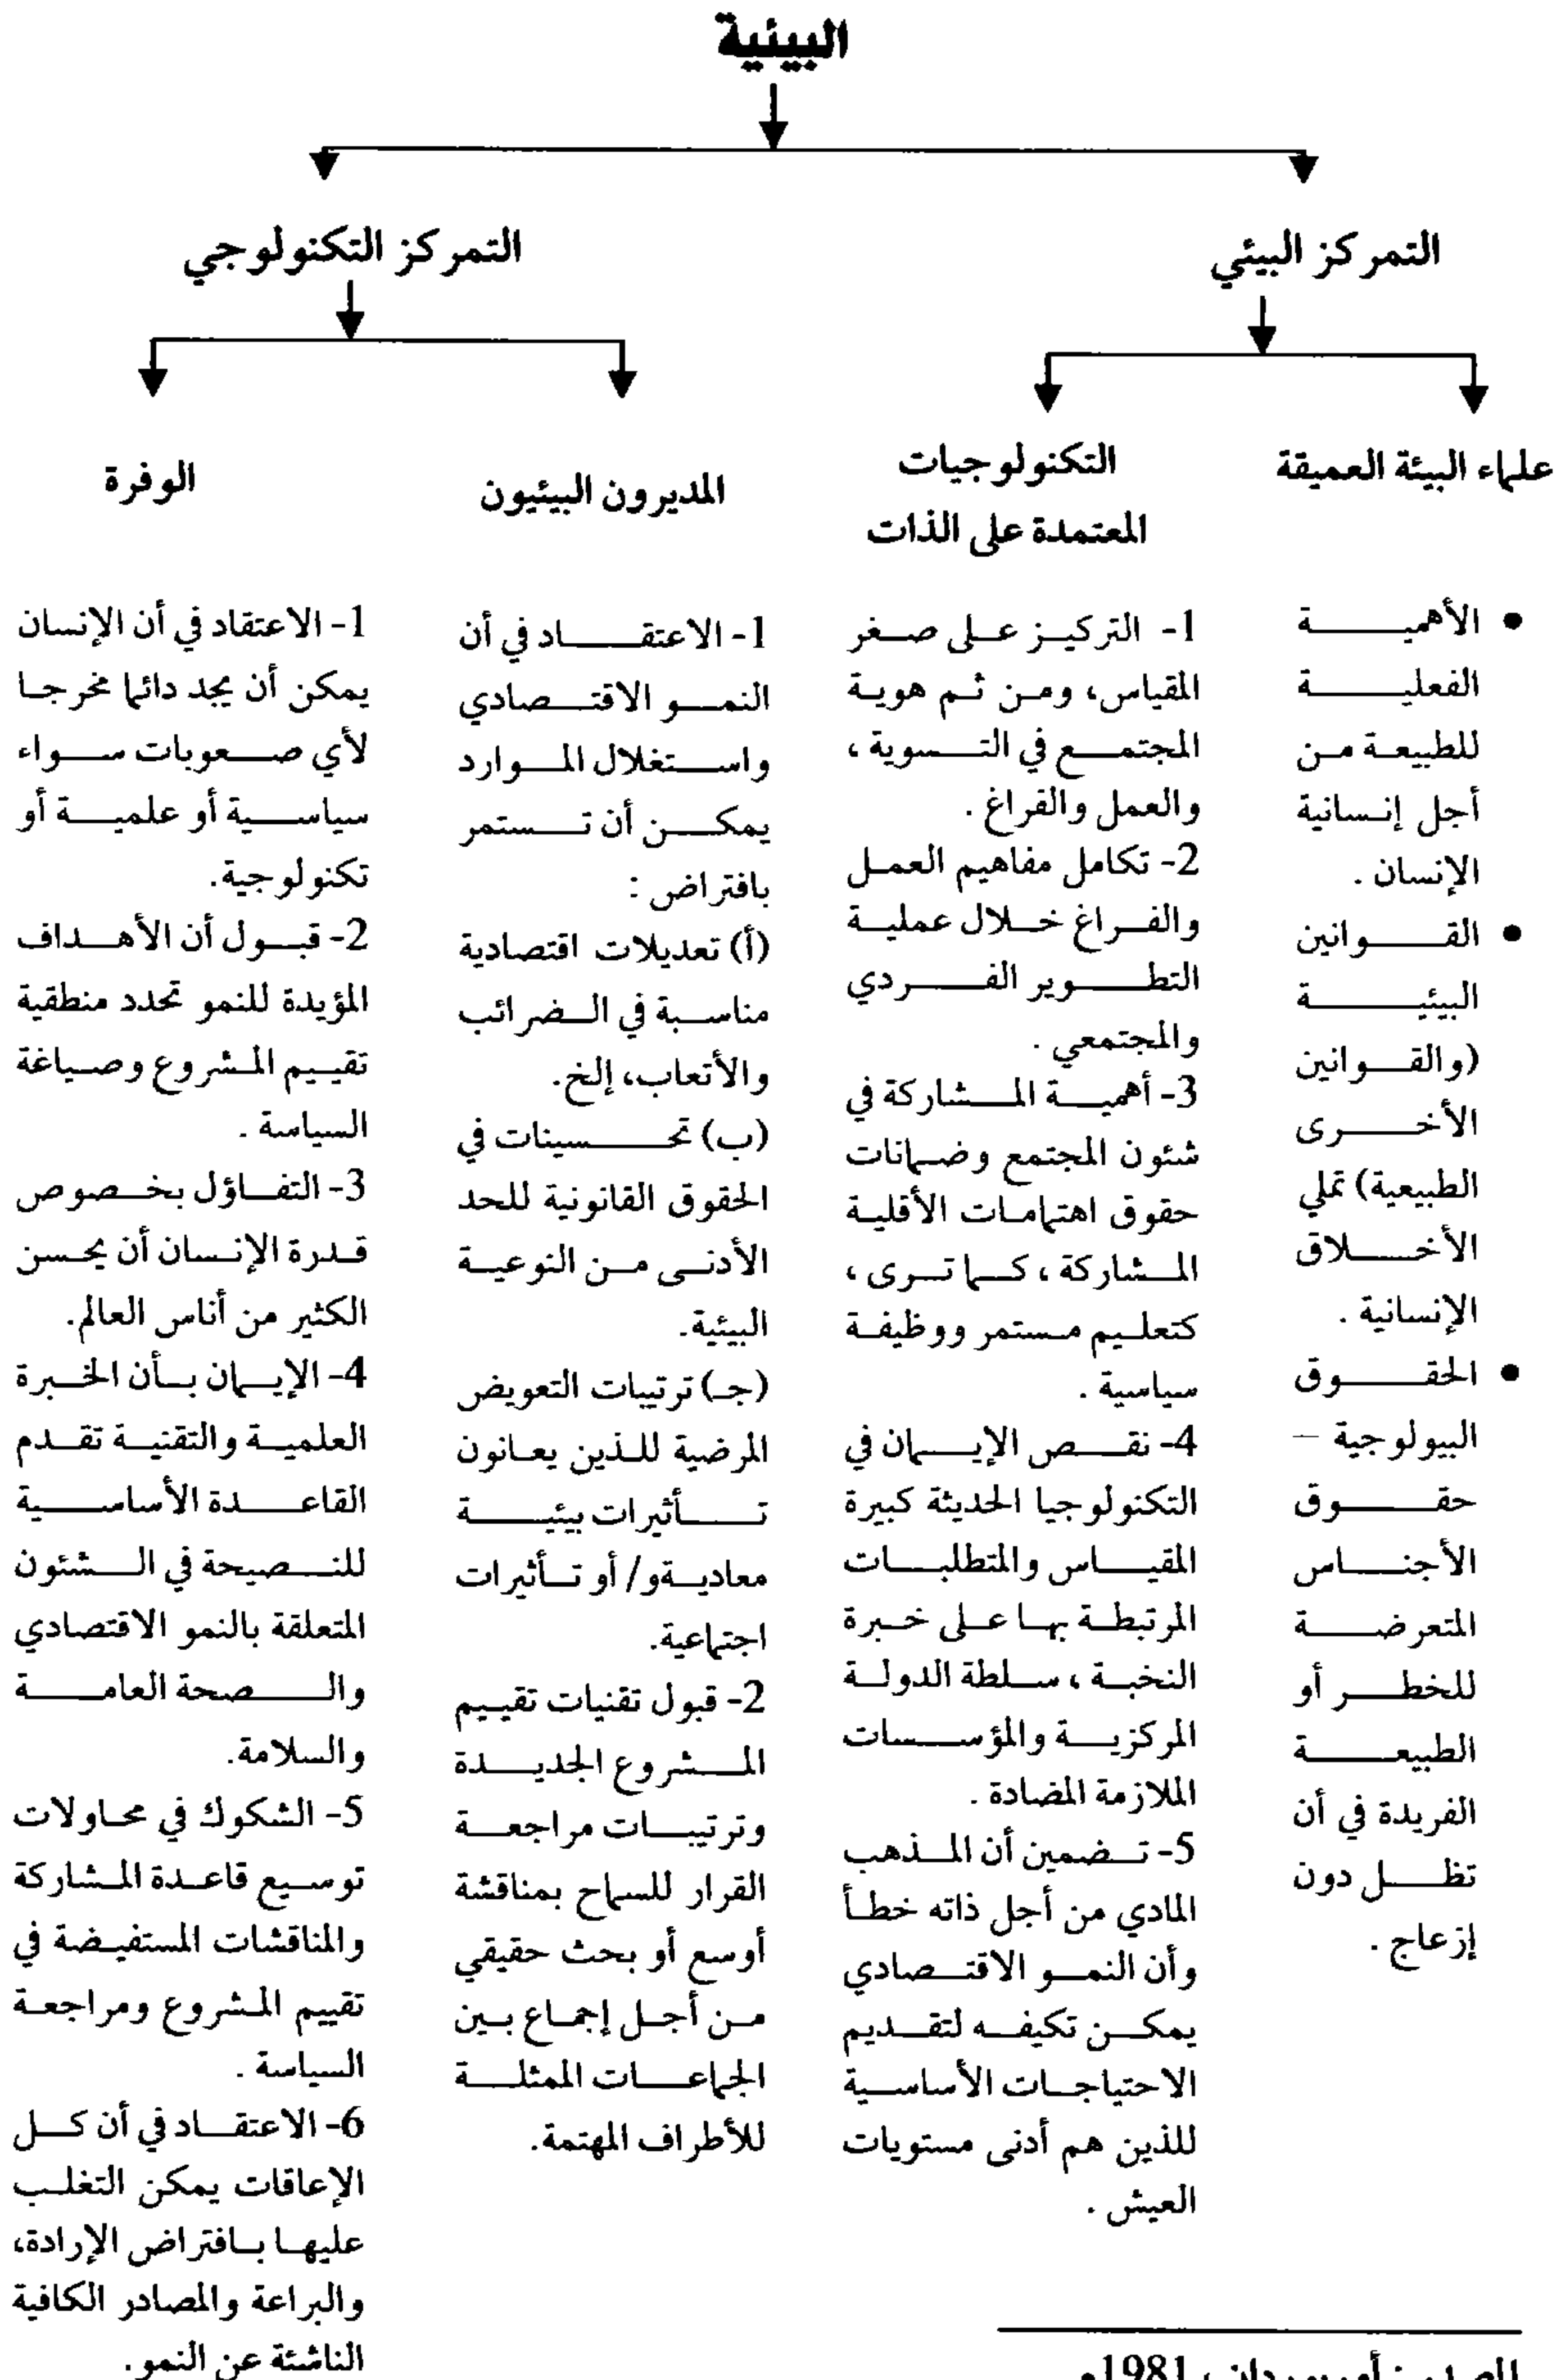 البيئية
التمركز البيئي
التمركز التكنولوجي
علماء البيئة العميقة
التكنولوجيات
المعتمدة على الذات
المديرون البيئيون
الوفرة
• الأهمية
الفعلية
للطبيعة من
أجل إنسانية
الإنسان .
• القوانين
البيئية
(والقوانين
الأخرى
الطبيعية) تملي
الأخلاق
الإنسانية .
• الحقوق
البيولوجية –
حقوق
الأجناس
المتعرضة
للخطر أو
الطبيعة
الفريدة في أن
تظل دون
إزعاج .
1- التركيز على صغر
المقياس، ومن ثم هوية
المجتمع في التسوية ،
والعمل والفراغ .
2- تكامل مفاهيم العمل
والفراغ خلال عملية
التطوير الفردي
والمجتمعي .
3- أهمية المشاركة في
شئون المجتمع وضمانات
حقوق اهتمامات الأقلية
المشاركة ، كما ترى ،
كتعليم مستمر ووظيفة
سياسية .
4- نقص الإيمان في
التكنولوجيا الحديثة كبيرة
المقياس والمتطلبات
المرتبطة بها على خبرة
النخبة ، سلطة الدولة
المركزية والمؤسسات
الملازمة المضادة .
5- تضمين أن المذهب
المادي من أجل ذاته خطأ
وأن النمو الاقتصادي
يمكن تكيفه لتقديم
الاحتياجات الأساسية
للذين هم أدنى مستويات
العيش .
1- الاعتقاد في أن
النمو الاقتصادي
واستغلال الموارد
يمكن أن تستمر
بافتراض :
(أ) تعديلات اقتصادية
مناسبة في الضرائب
والأتعاب، إلخ.
(ب) تحسينات في
الحقوق القانونية للحد
الأدنى من النوعية
البيئية.
(جـ) ترتيبات التعويض
المرضية للذين يعانون
تأثيرات بيئية
معاديةو/ أو تأثيرات
اجتماعية.
2- قبول تقنيات تقييم
المشروع الجديدة
وترتيبات مراجعة
القرار للسماح بمناقشة
أوسع أو بحث حقيقي
من أجل إجماع بين
الجماعات الممثلة
للأطراف المهتمة.
1- الاعتقاد في أن الإنسان
يمكن أن يجد دائما مخرجا
لأي صعوبات سواء
سياسية أو علمية أو
تكنولوجية.
2- قبول أن الأهداف
المؤيدة للنمو تحدد منطقية
تقييم المشروع وصياغة
السياسة .
3- التفاؤل بخصوص
قدرة الإنسان أن يحسن
الكثير من أناس العالم.
4- الإيمان بأن الخبرة
العلمية والتقنية تقدم
القاعدة الأساسية
للنصيحة في الشئون
المتعلقة بالنمو الاقتصادي
والصحة العامة
والسلامة.
5- الشكوك في محاولات
توسيع قاعدة المشاركة
والمناقشات المستفيضة في
تقييم المشروع ومراجعة
السياسة .
6- الاعتقاد في أن كل
الإعاقات يمكن التغلب
عليها بافتراض الإرادة،
والبراعة والمصادر الكافية
الناشئة عن النمو.
المصدر : 1981م